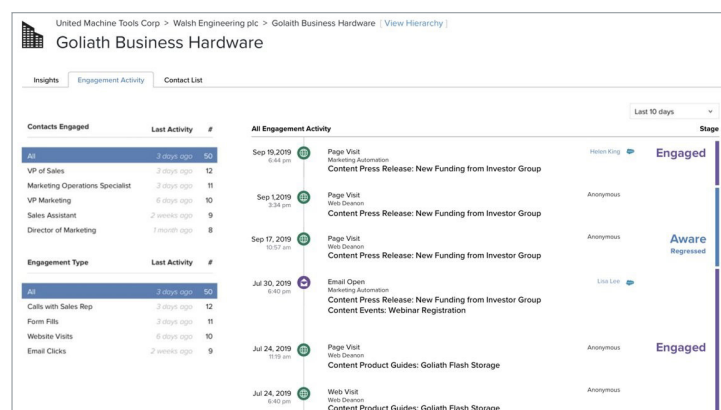 United Machine Tools Corp > Walsh Engineering plc > Golaith Business Hardware | View Hierarchy |
Goliath Business Hardware
Insights Engagement Activity Contact List
Last 10 days
Contacts Engaged Last Activity #
All 3 days ago 50
VP of Sales 3 days ago 12
Marketing Operations Specialist 3 days ago 11
VP Marketing 6 days ago 10
Sales Assistant 2 weeks ago 9
Director of Marketing 1 month ago 8
Engagement Type Last Activity #
All 3 days ago 50
Calls with Sales Rep 3 days ago 12
Form Fills 3 days ago 11
Website Visits 6 days ago 10
Email Clicks 2 weeks ago 9
All Engagement Activity Stage
Sep 19,2019 Page Visit Helen King Engaged
6:44 pm Marketing Automation
Content Press Release: New Funding from Investor Group
Sep 1,2019 Page Visit Anonymous
3:34 pm Web Deanon
Content Press Release: New Funding from Investor Group
Sep 17, 2019 Page Visit Anonymous Aware
10:57 am Web Deanon Regressed
Content Press Release: New Funding from Investor Group
Jul 30, 2019 Email Open Lisa Lee
6:40 pm Marketing Automation
Content Press Release: New Funding from Investor Group
Content Events: Webinar Registration
Jul 24, 2019 Page Visit Anonymous Engaged
11:19 am Web Deanon
Content Product Guides: Goliath Flash Storage
Jul 24, 2019 Web Visit Anonymous
6:40 pm Web Deanon
Content Product Guides: Goliath Flash Storage